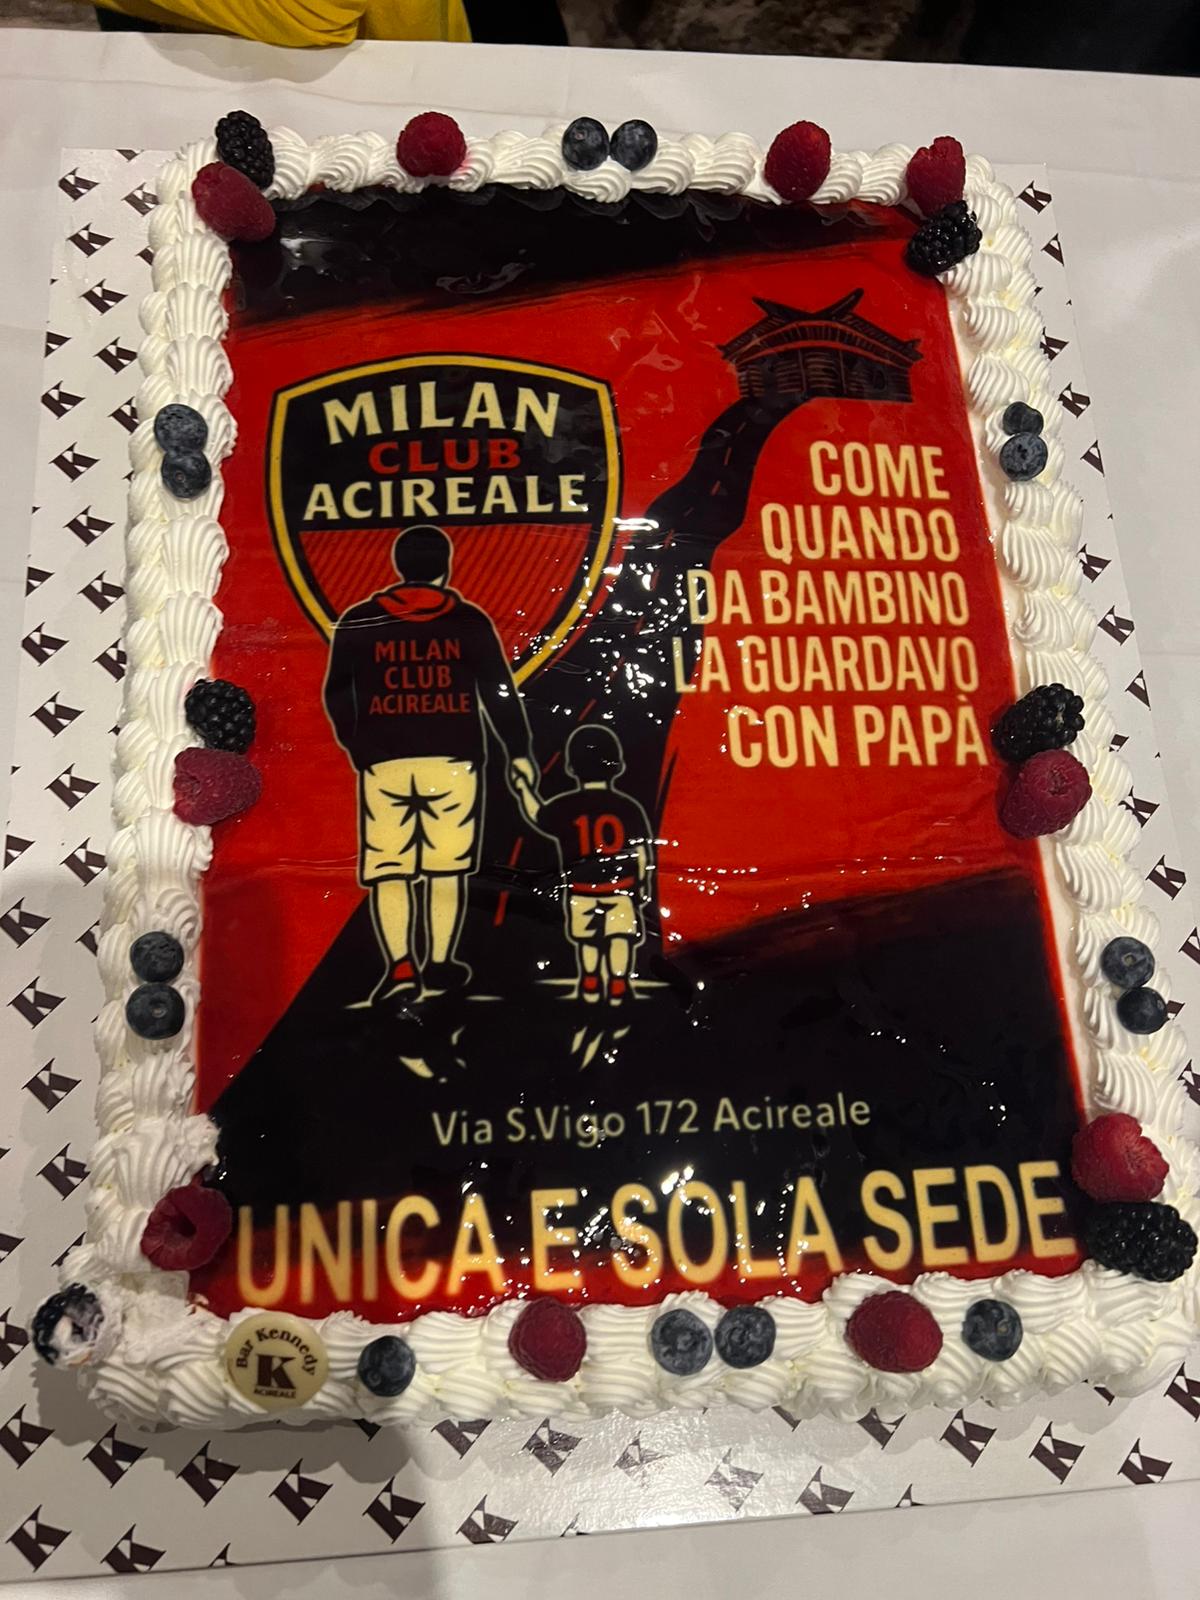 MILAN
CLUB
ACIREALE
COME
QUANDO
DA BAMBINO
LA GUARDAVO
CON PAPÀ
MILAN
CLUB
ACIREALE
10
Via S.Vigo 172 Acireale
UNICA E SOLA SEDE
Bar Kennedy
K
ACIREALE